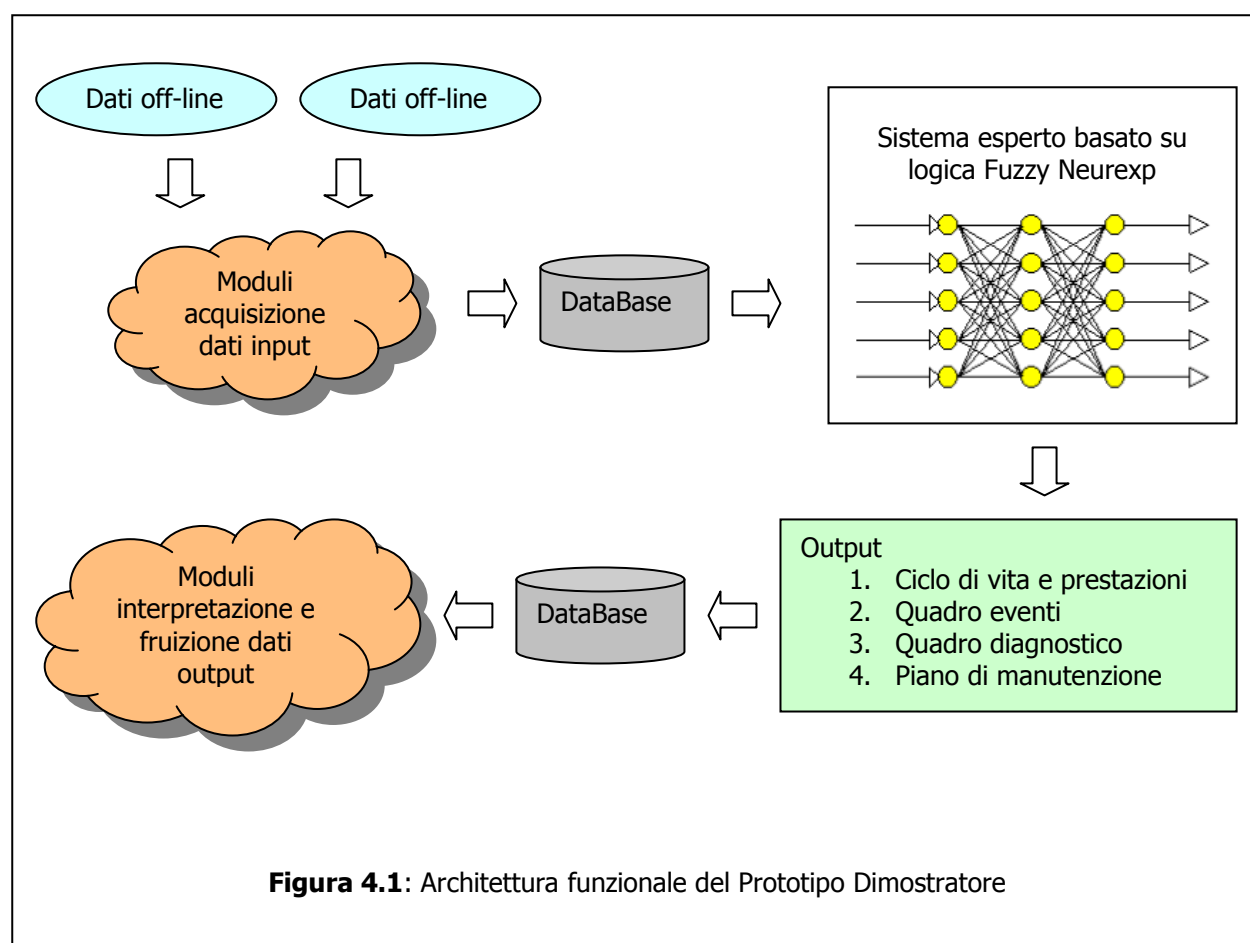 Dati off-line
Dati off-line
Moduli
acquisizione
dati input
DataBase
Sistema esperto basato su
logica Fuzzy Neurexp
Output
1. Ciclo di vita e prestazioni
2. Quadro eventi
3. Quadro diagnostico
4. Piano di manutenzione
DataBase
Moduli
interpretazione e
fruizione dati
output
Figura 4.1: Architettura funzionale del Prototipo Dimostratore